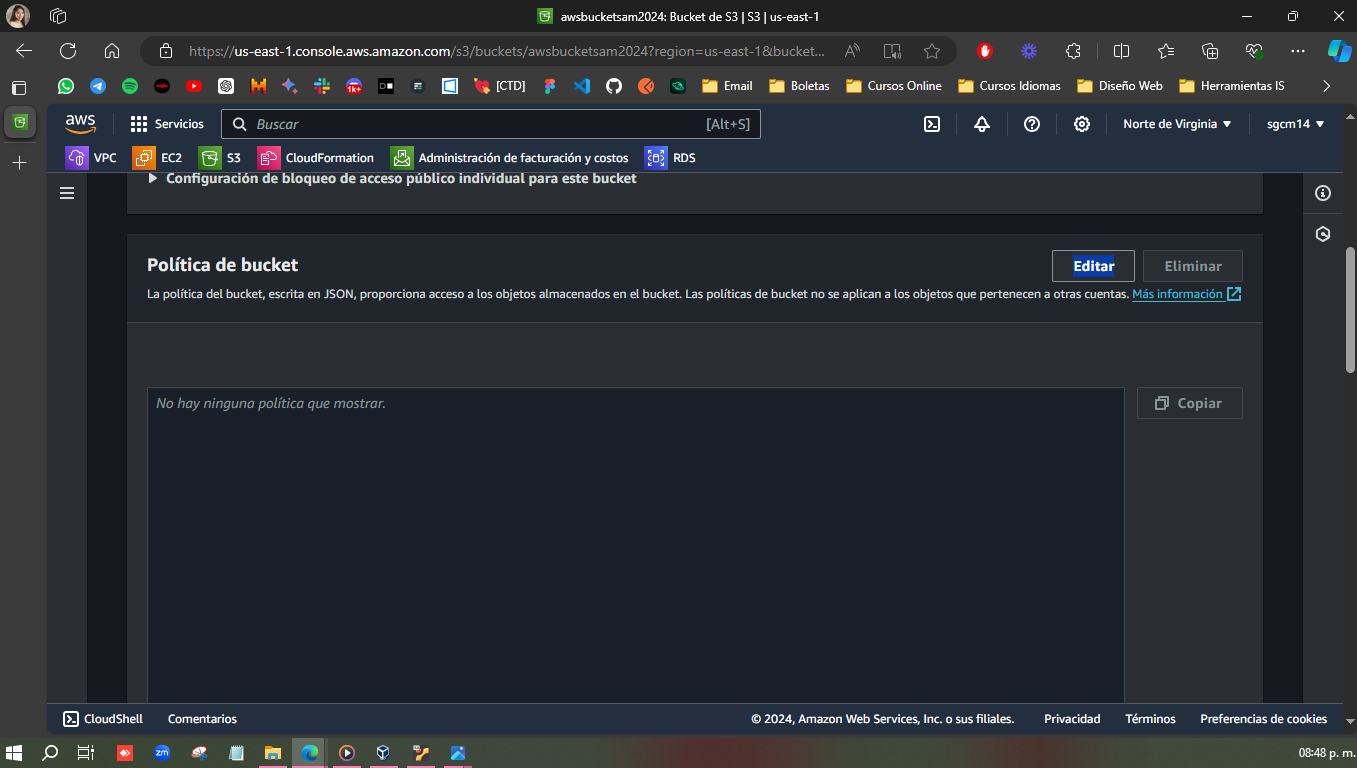 awsbucketsam2024: Bucket de S3 | S3 | us-east-1
https://us-east-1.console.aws.amazon.com/s3/buckets/awsbucketsam2024?region=us-east-1&bucket...
1k+
[CTD]
Email
Boletas
Cursos Online
Cursos Idiomas
Diseño Web
Herramientas IS
aws
Servicios
Buscar
[Alt+S]
Norte de Virginia
sgcm14
VPC
EC2
S3
CloudFormation
Administración de facturación y costos
RDS
Configuración de bloqueo de acceso público individual para este bucket
Política de bucket
Editar
Eliminar
La política del bucket, escrita en JSON, proporciona acceso a los objetos almacenados en el bucket. Las políticas de bucket no se aplican a los objetos que pertenecen a otras cuentas. Más información
No hay ninguna política que mostrar.
Copiar
CloudShell
Comentarios
© 2024, Amazon Web Services, Inc. o sus filiales.
Privacidad
Términos
Preferencias de cookies
zm
08:48 p. m.